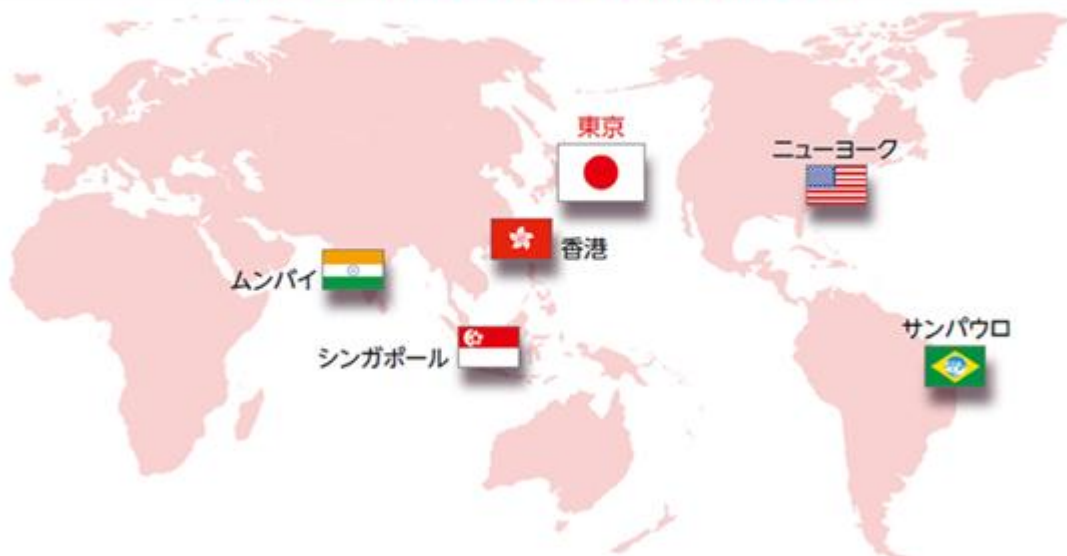 東京
ニューヨーク
香港
ムンバイ
サンパウロ
シンガポール